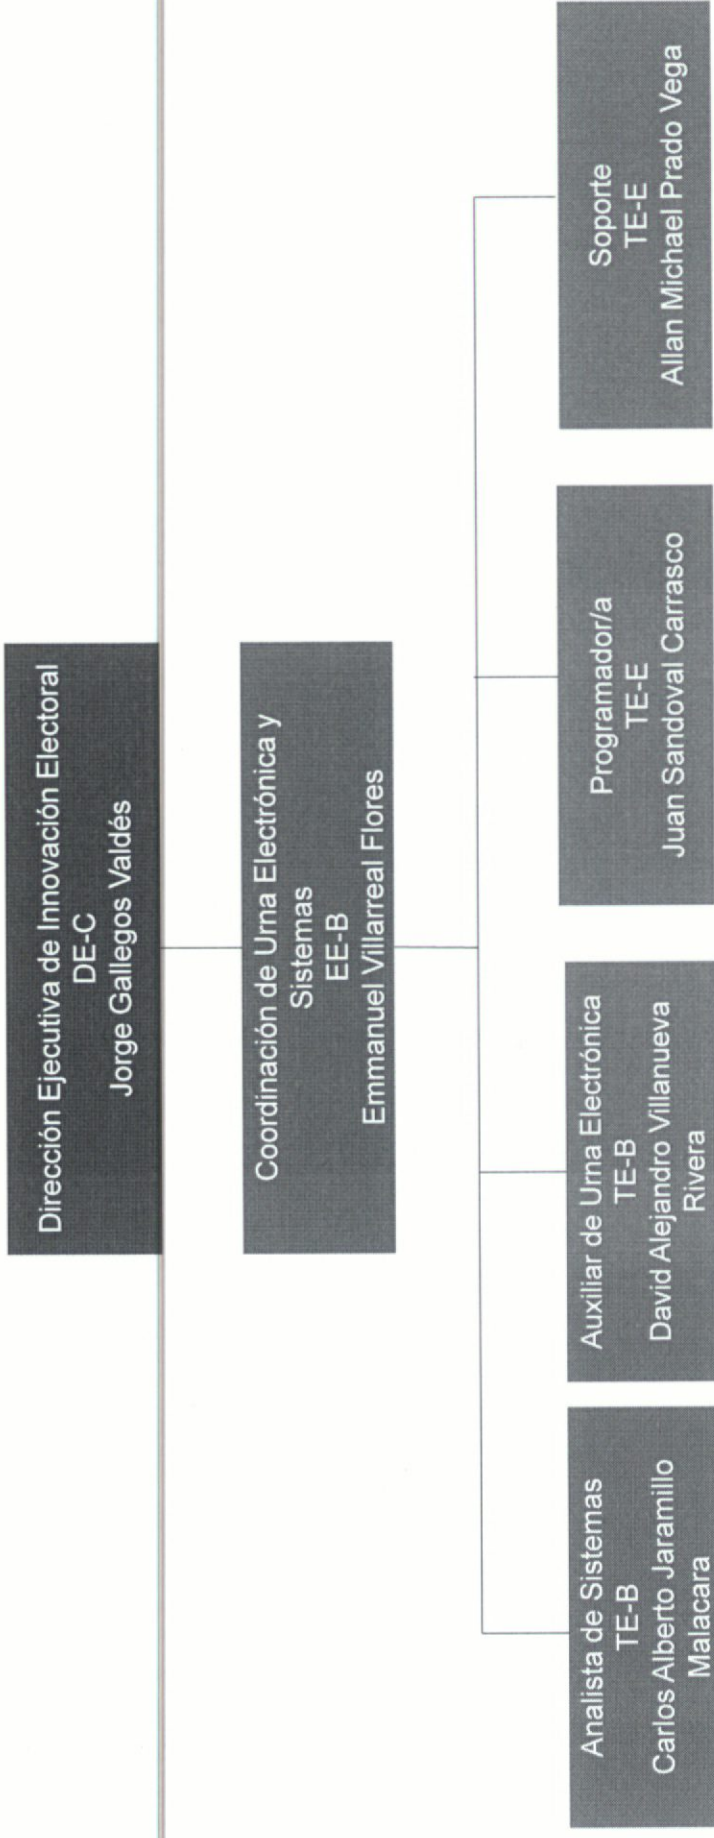 Dirección Ejecutiva de Innovación Electoral
DE-C
Jorge Gallegos Valdés
Coordinación de Urna Electrónica y
Sistemas
EE-B
Emmanuel Villarreal Flores
Analista de Sistemas
TE-B
Carlos Alberto Jaramillo
Malacara
Auxiliar de Urna Electrónica
TE-B
David Alejandro Villanueva
Rivera
Programador/a
TE-E
Juan Sandoval Carrasco
Soporte
TE-E
Allan Michael Prado Vega